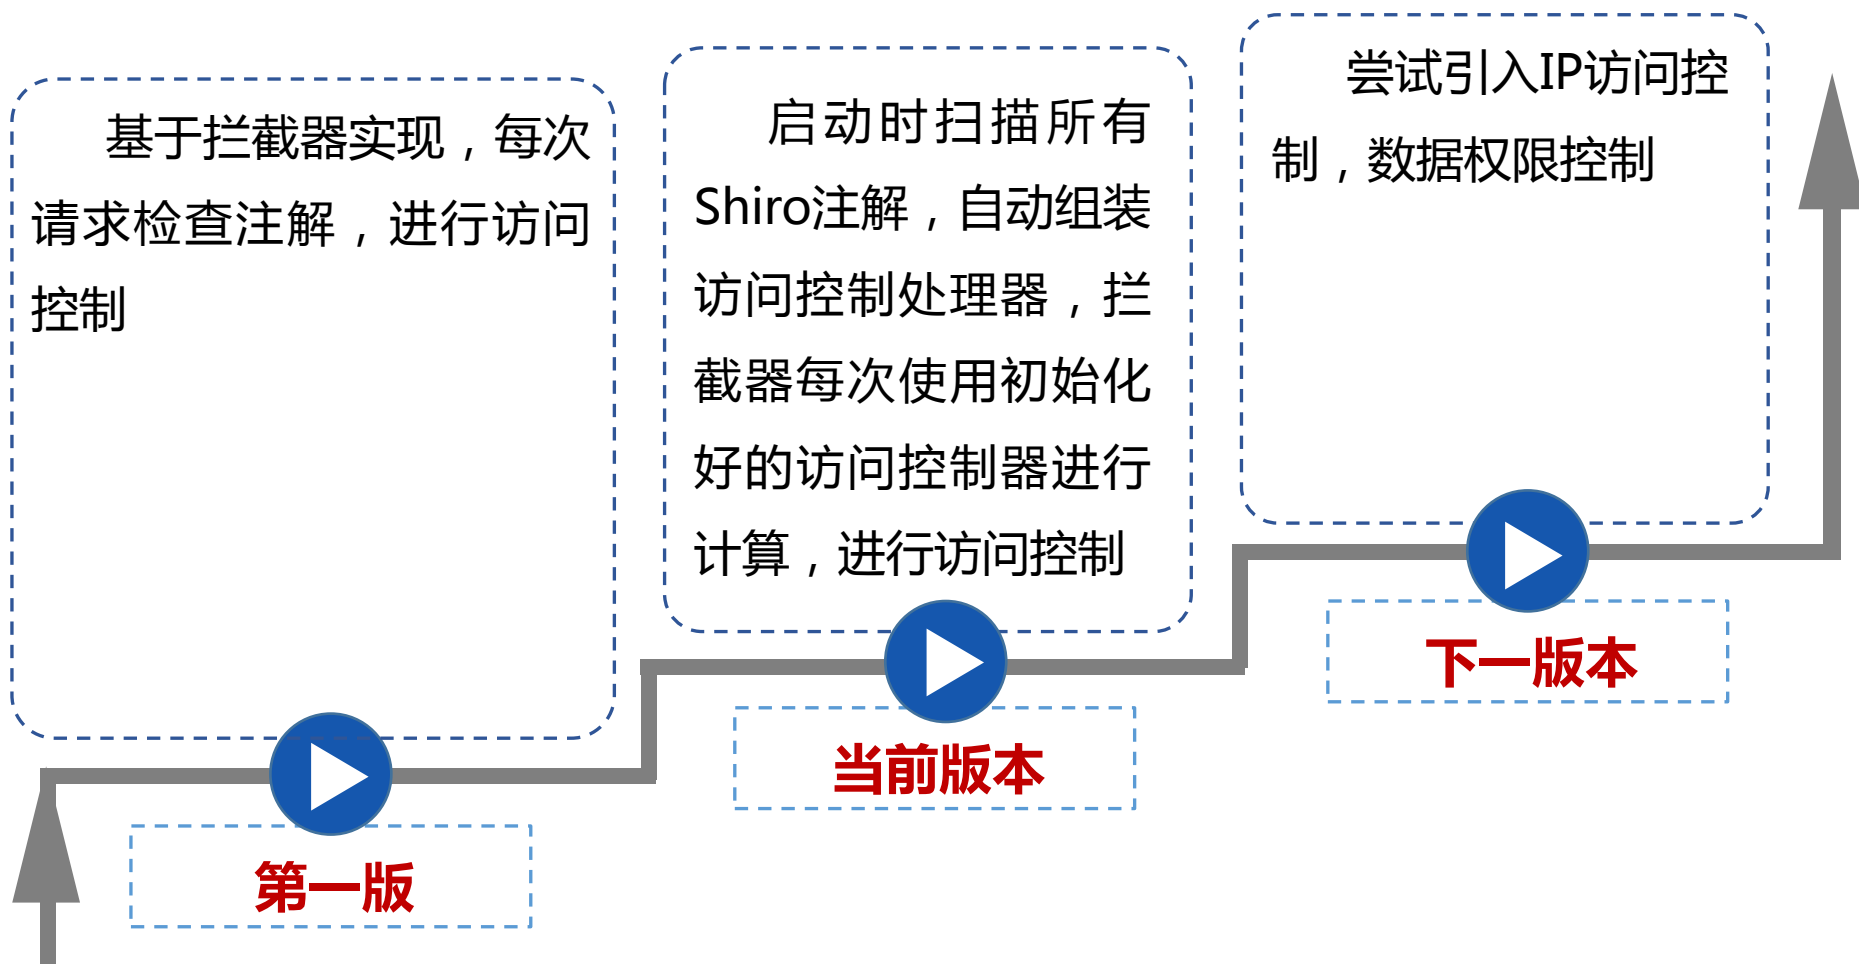 基于拦截器实现，每次
请求检查注解，进行访问
控制
第一版
启动时扫描所有
Shiro注解，自动组装
访问控制处理器，拦
截器每次使用初始化
好的访问控制器进行
计算，进行访问控制
当前版本
尝试引入IP访问控
制，数据权限控制
下一版本